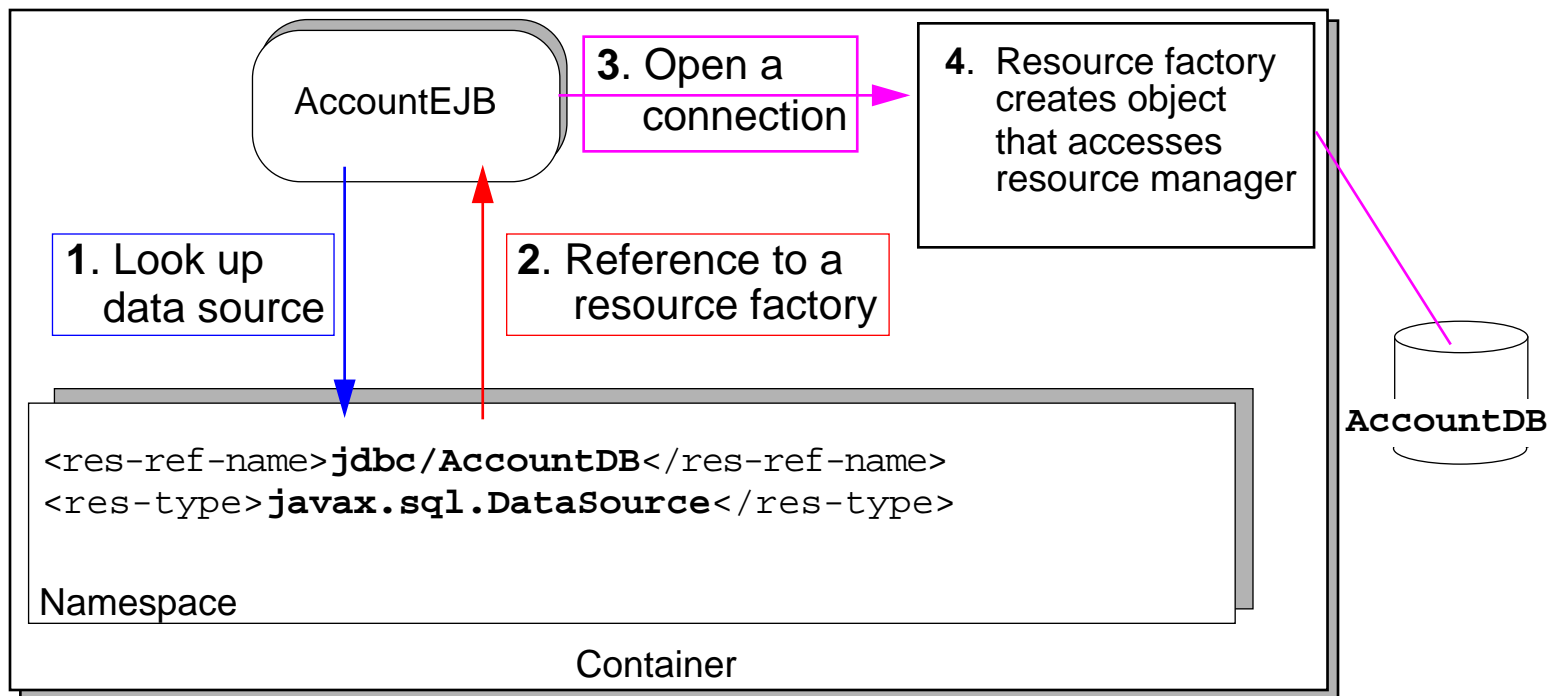 AccountEJB
3. Open a
connection
4. Resource factory
creates object
that accesses
resource manager
1. Look up
data source
2. Reference to a
resource factory
<res-ref-name>jdbc/AccountDB</res-ref-name>
<res-type>javax.sql.DataSource</res-type>
Namespace
Container
AccountDB